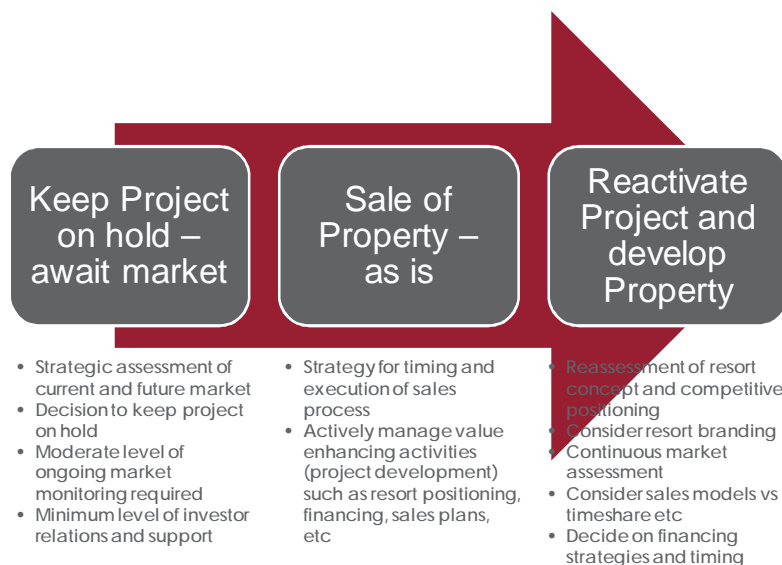 Keep Project
on hold –
await market
Sale of
Property –
as is
Reactivate
Project and
develop
Property
• Strategic assessment of
current and future market
• Decision to keep project
on hold
• Moderate level of
ongoing market
monitoring required
• Minimum level of investor
relations and support
• Strategy for timing and
execution of sales
process
• Actively manage value
enhancing activities
(project development)
such as resort positioning,
financing, sales plans,
etc
• Reassessment of resort
concept and competitive
positioning
• Consider resort branding
• Continuous market
assessment
• Consider sales models vs
timeshare etc
• Decide on financing
strategies and timing